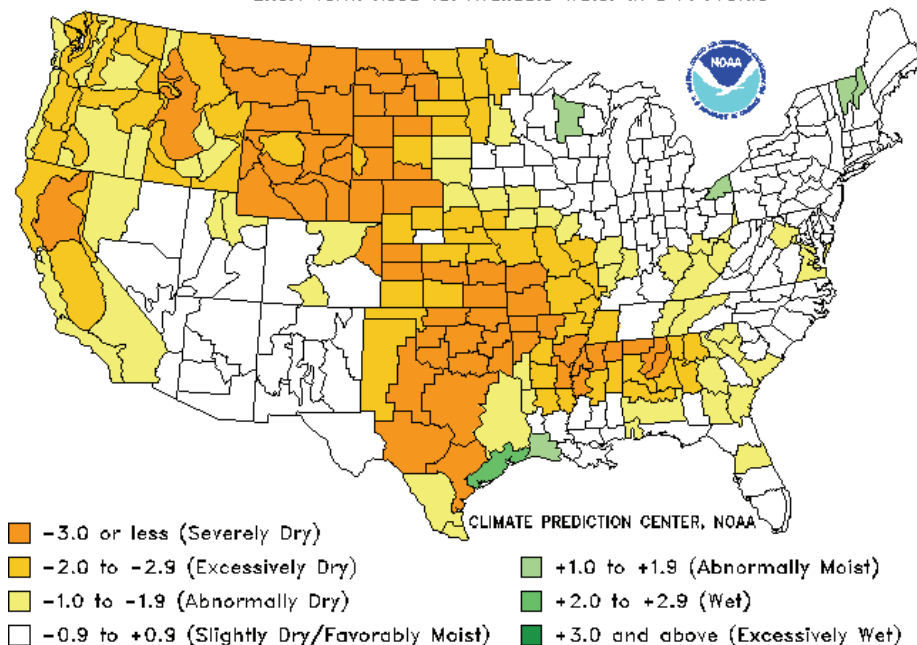 NOAA
CLIMATE PREDICTION CENTER, NOAA
-3.0 or less (Severely Dry)
-2.0 to -2.9 (Excessively Dry)
-1.0 to -1.9 (Abnormally Dry)
-0.9 to +0.9 (Slightly Dry/Favorably Moist)
+1.0 to +1.9 (Abnormally Moist)
+2.0 to +2.9 (Wet)
+3.0 and above (Excessively Wet)